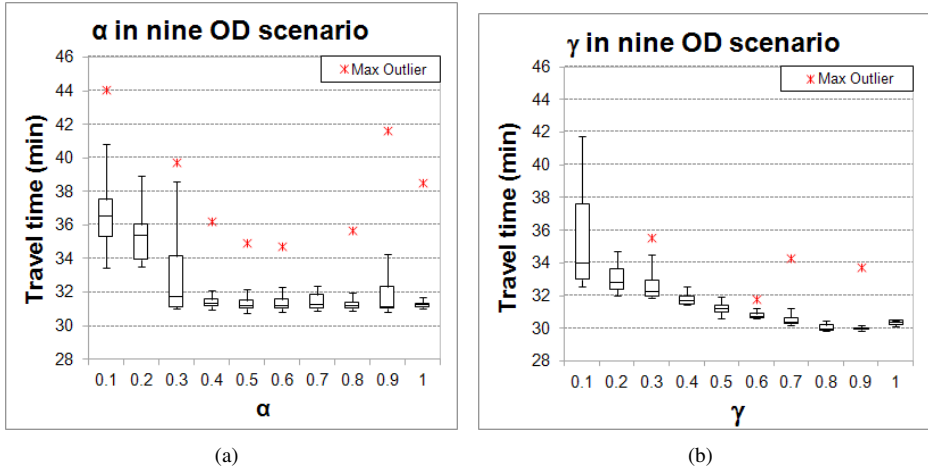 α in nine OD scenario
Max Outlier
Travel time (min)
46
44
42
40
38
36
34
32
30
28
0.1 0.2 0.3 0.4 0.5 0.6 0.7 0.8 0.9 1
α
(a)
γ in nine OD scenario
Max Outlier
Travel time (min)
46
44
42
40
38
36
34
32
30
28
0.1 0.2 0.3 0.4 0.5 0.6 0.7 0.8 0.9 1
γ
(b)